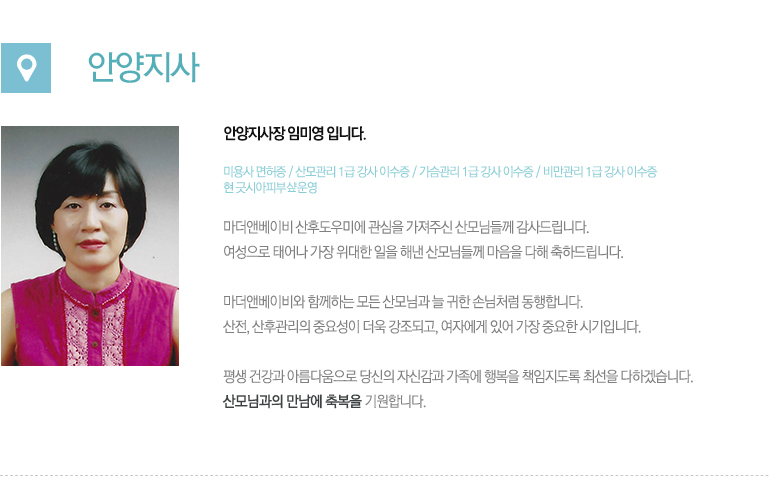 안양지사
안양지사장 임미영 입니다.
미용사 면허증 / 산모관리 1급 강사 이수증 / 가슴관리 1급 강사 이수증 / 비만관리 1급 강사 이수증
현 굿시아피부샾운영
마더앤베이비 산후도우미에 관심을 가져주신 산모님들께 감사드립니다.
여성으로 태어나 가장 위대한 일을 해낸 산모님들께 마음을 다해 축하드립니다.
마더앤베이비와 함께하는 모든 산모님과 늘 귀한 손님처럼 동행합니다.
산전, 산후관리의 중요성이 더욱 강조되고, 여자에게 있어 가장 중요한 시기입니다.
평생 건강과 아름다움으로 당신의 자신감과 가족에 행복을 책임지도록 최선을 다하겠습니다.
산모님과의 만남에 축복을 기원합니다.